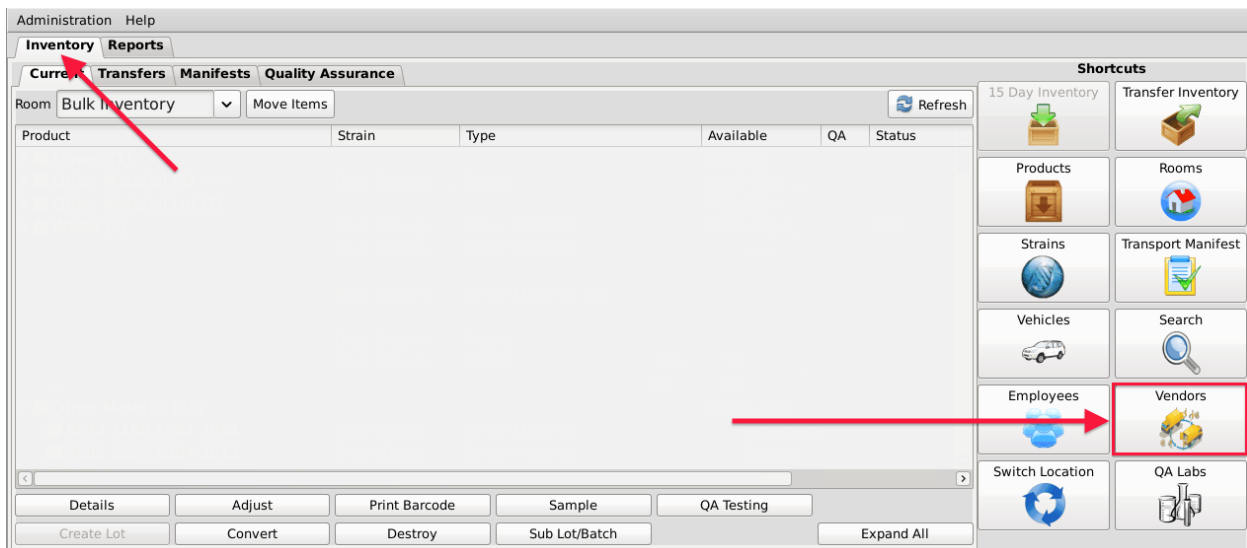 Administration Help
Inventory Reports
Current Transfers Manifests Quality Assurance
Room Bulk Inventory Move Items Refresh
Product Strain Type Available QA Status
Details Adjust Print Barcode Sample QA Testing
Create Lot Convert Destroy Sub Lot/Batch Expand All
Shortcuts
15 Day Inventory Transfer Inventory
Products Rooms
Strains Transport Manifest
Vehicles Search
Employees Vendors
Switch Location QA Labs